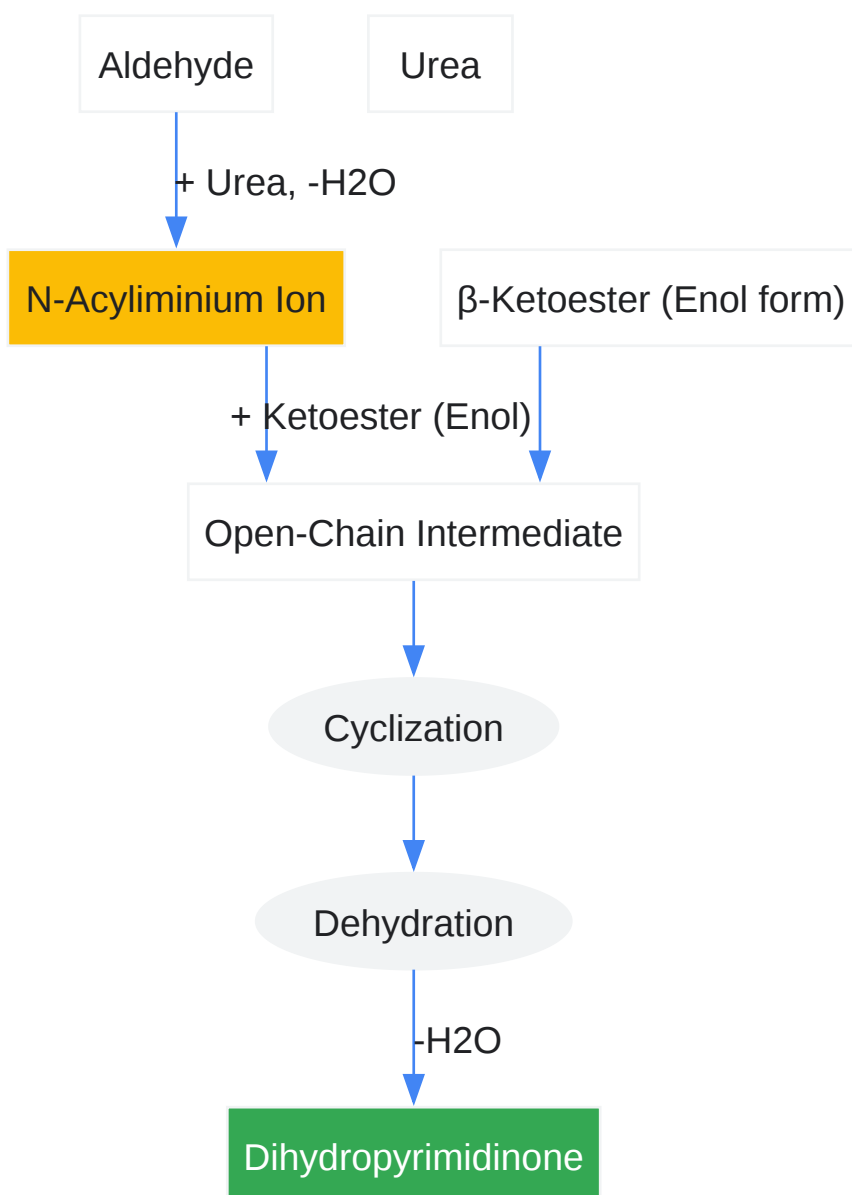 Aldehyde
Urea
+ Urea, -H2O
N-Acyliminium Ion
β-Ketoester (Enol form)
+ Ketoester (Enol)
Open-Chain Intermediate
Cyclization
Dehydration
-H2O
Dihydropyrimidinone